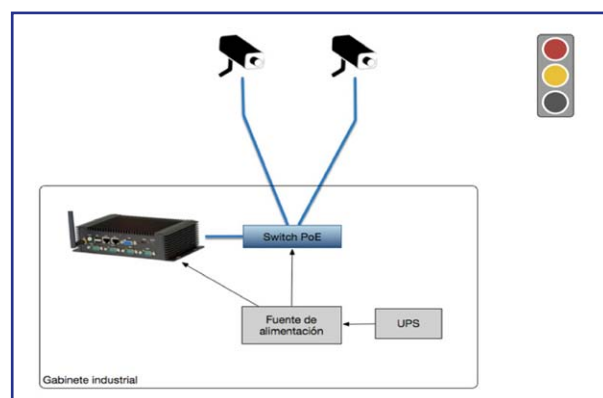 Switch PoE
Fuente de
alimentación
UPS
Gabinete industrial